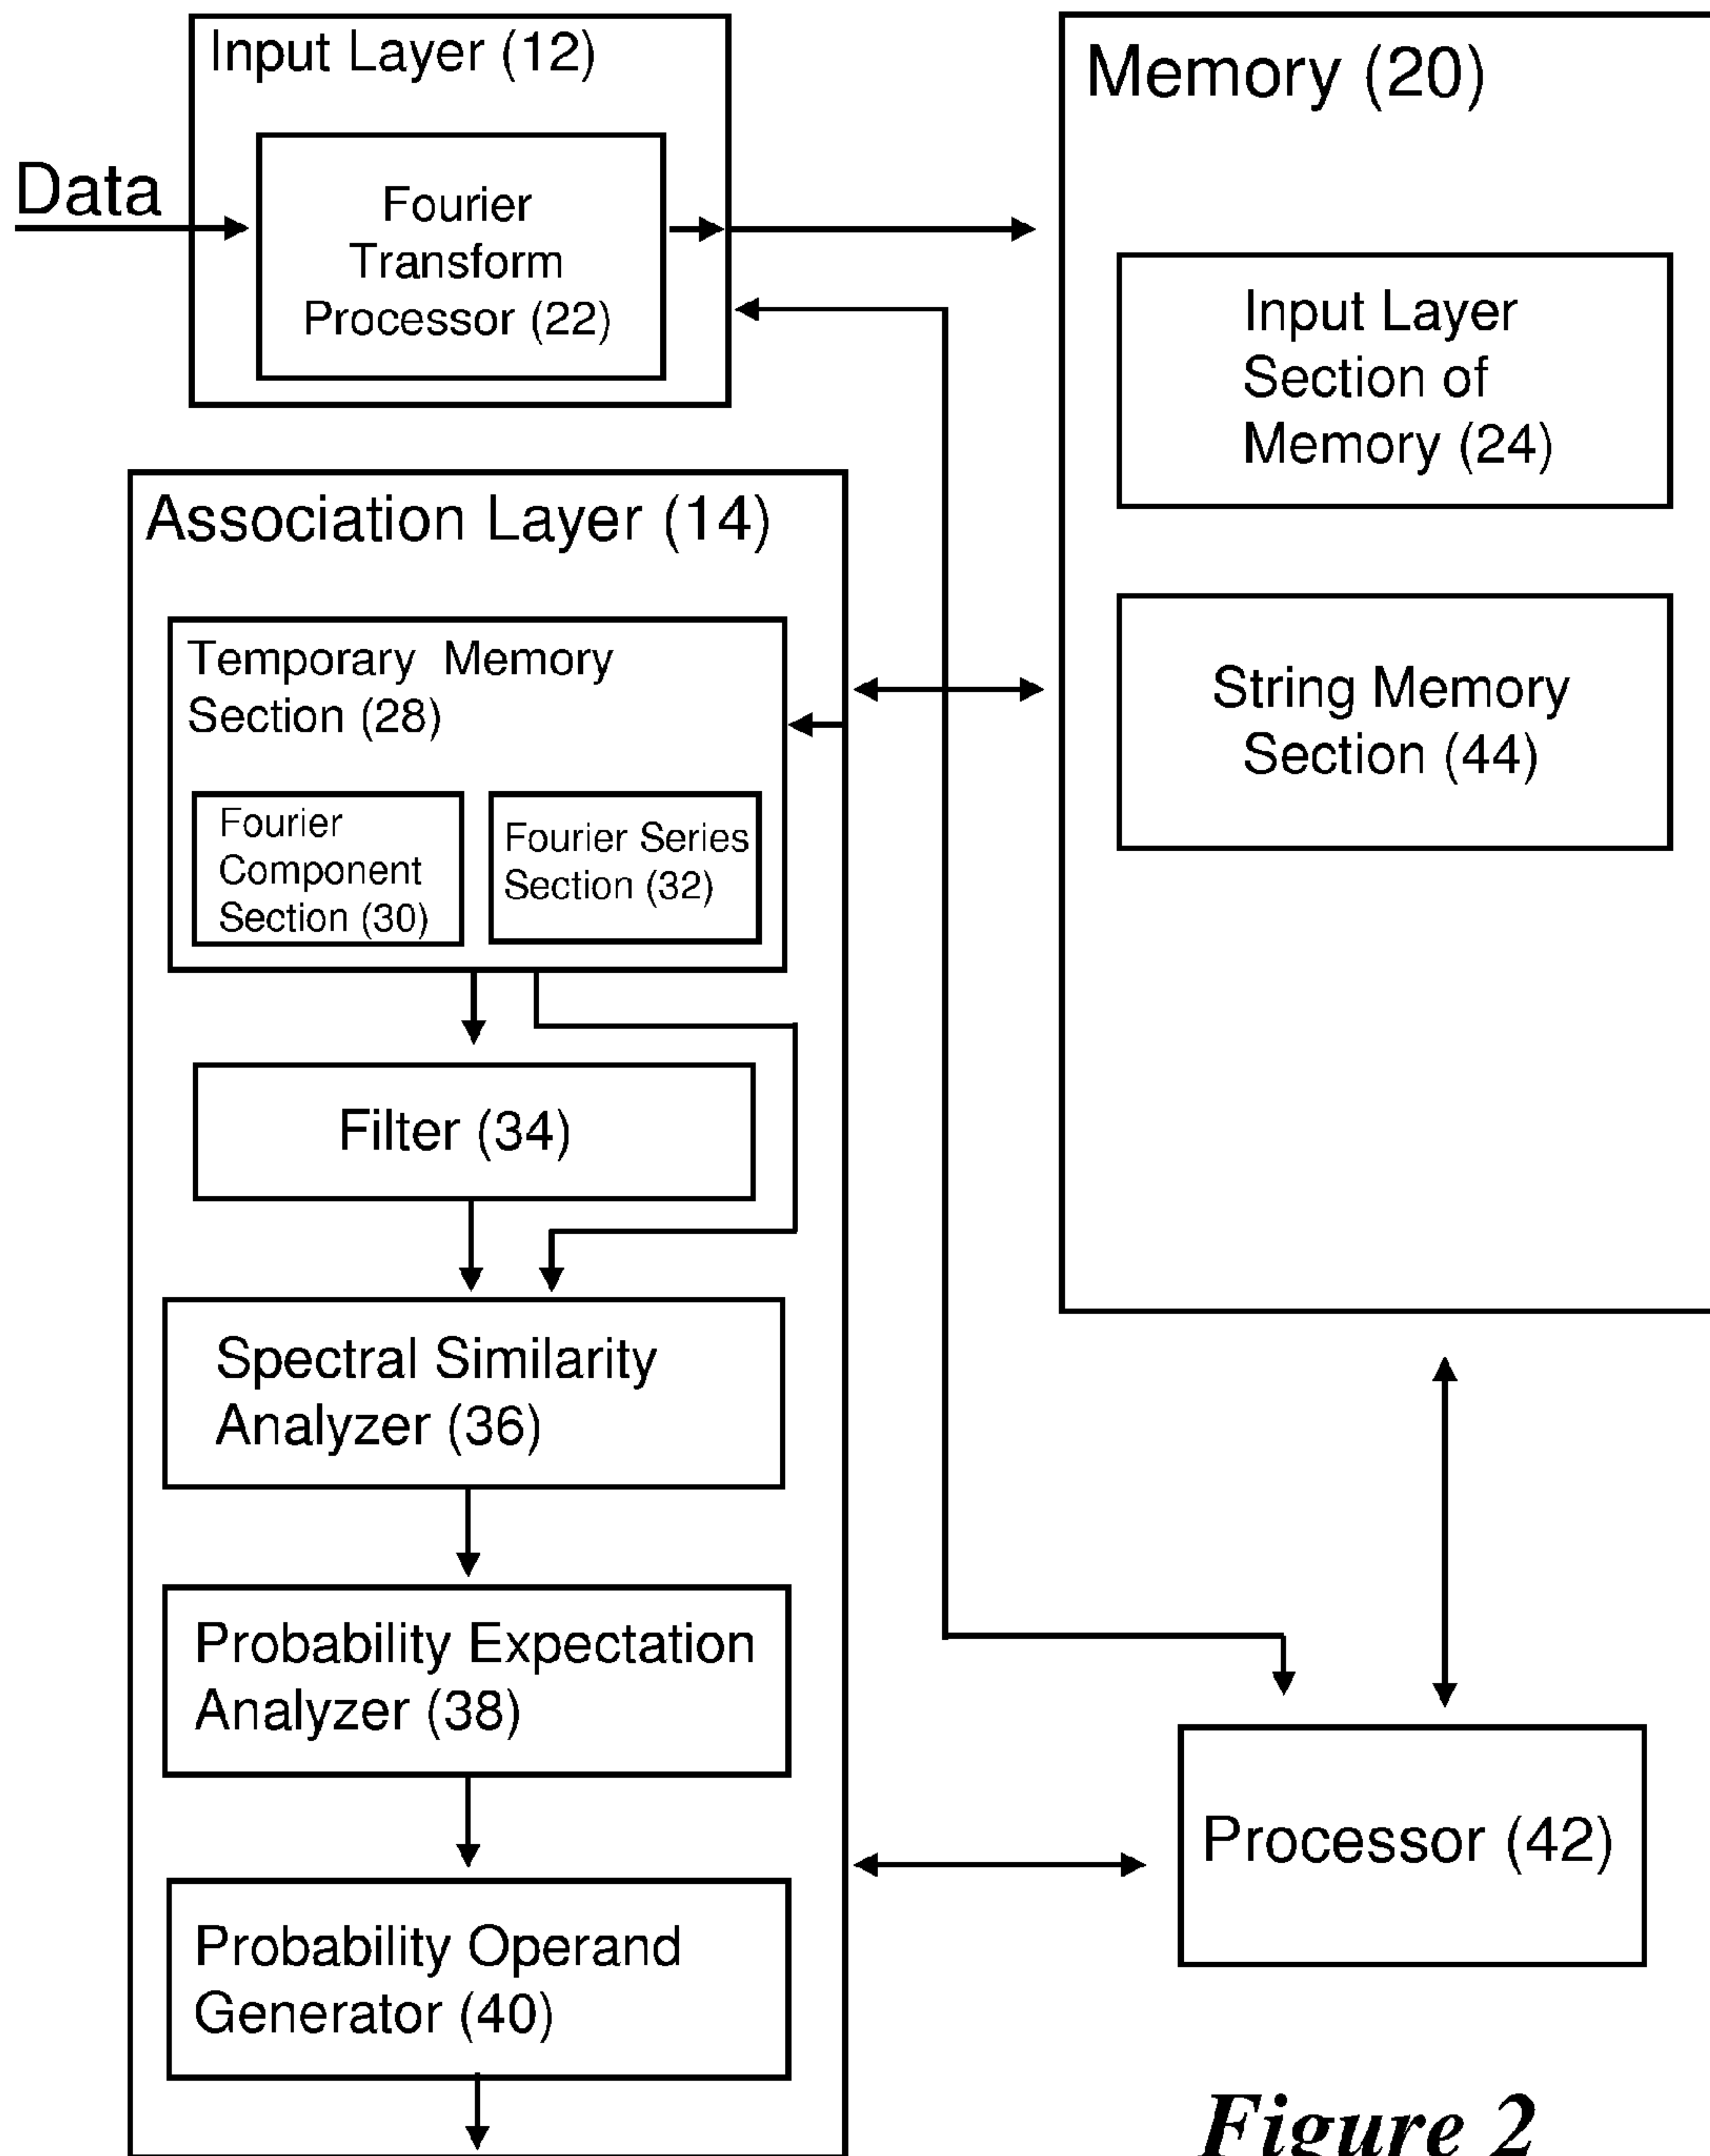 Input Layer (12)
Data
Fourier
Transform
Processor (22)
Memory (20)
Input Layer
Section of
Memory (24)
String Memory
Section (44)
Association Layer (14)
Temporary Memory
Section (28)
Fourier
Component
Section (30)
Fourier Series
Section (32)
Filter (34)
Spectral Similarity
Analyzer (36)
Probability Expectation
Analyzer (38)
Probability Operand
Generator (40)
Processor (42)
Figure 2